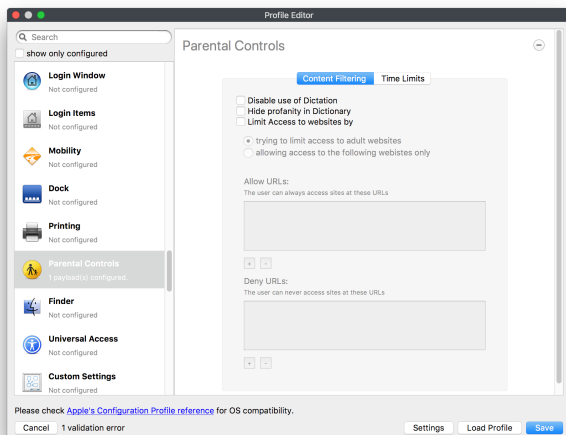 Profile Editor
Search
show only configured
Login Window
Not configured
Login Items
Not configured
Mobility
Not configured
Dock
Not configured
Printing
Not configured
Parental Controls
1 payload(s) configured.
Finder
Not configured
Universal Access
Not configured
Custom Settings
Not configured
Parental Controls
Content Filtering Time Limits
Disable use of Dictation
Hide profanity in Dictionary
Limit Access to websites by
trying to limit access to adult websites
allowing access to the following webistes only
Allow URLs:
The user can always access sites at these URLs
+ -
Deny URLs:
The user can never access sites at these URLs
+ -
Please check Apple's Configuration Profile reference for OS compatibility.
Cancel 1 validation error Settings Load Profile Save